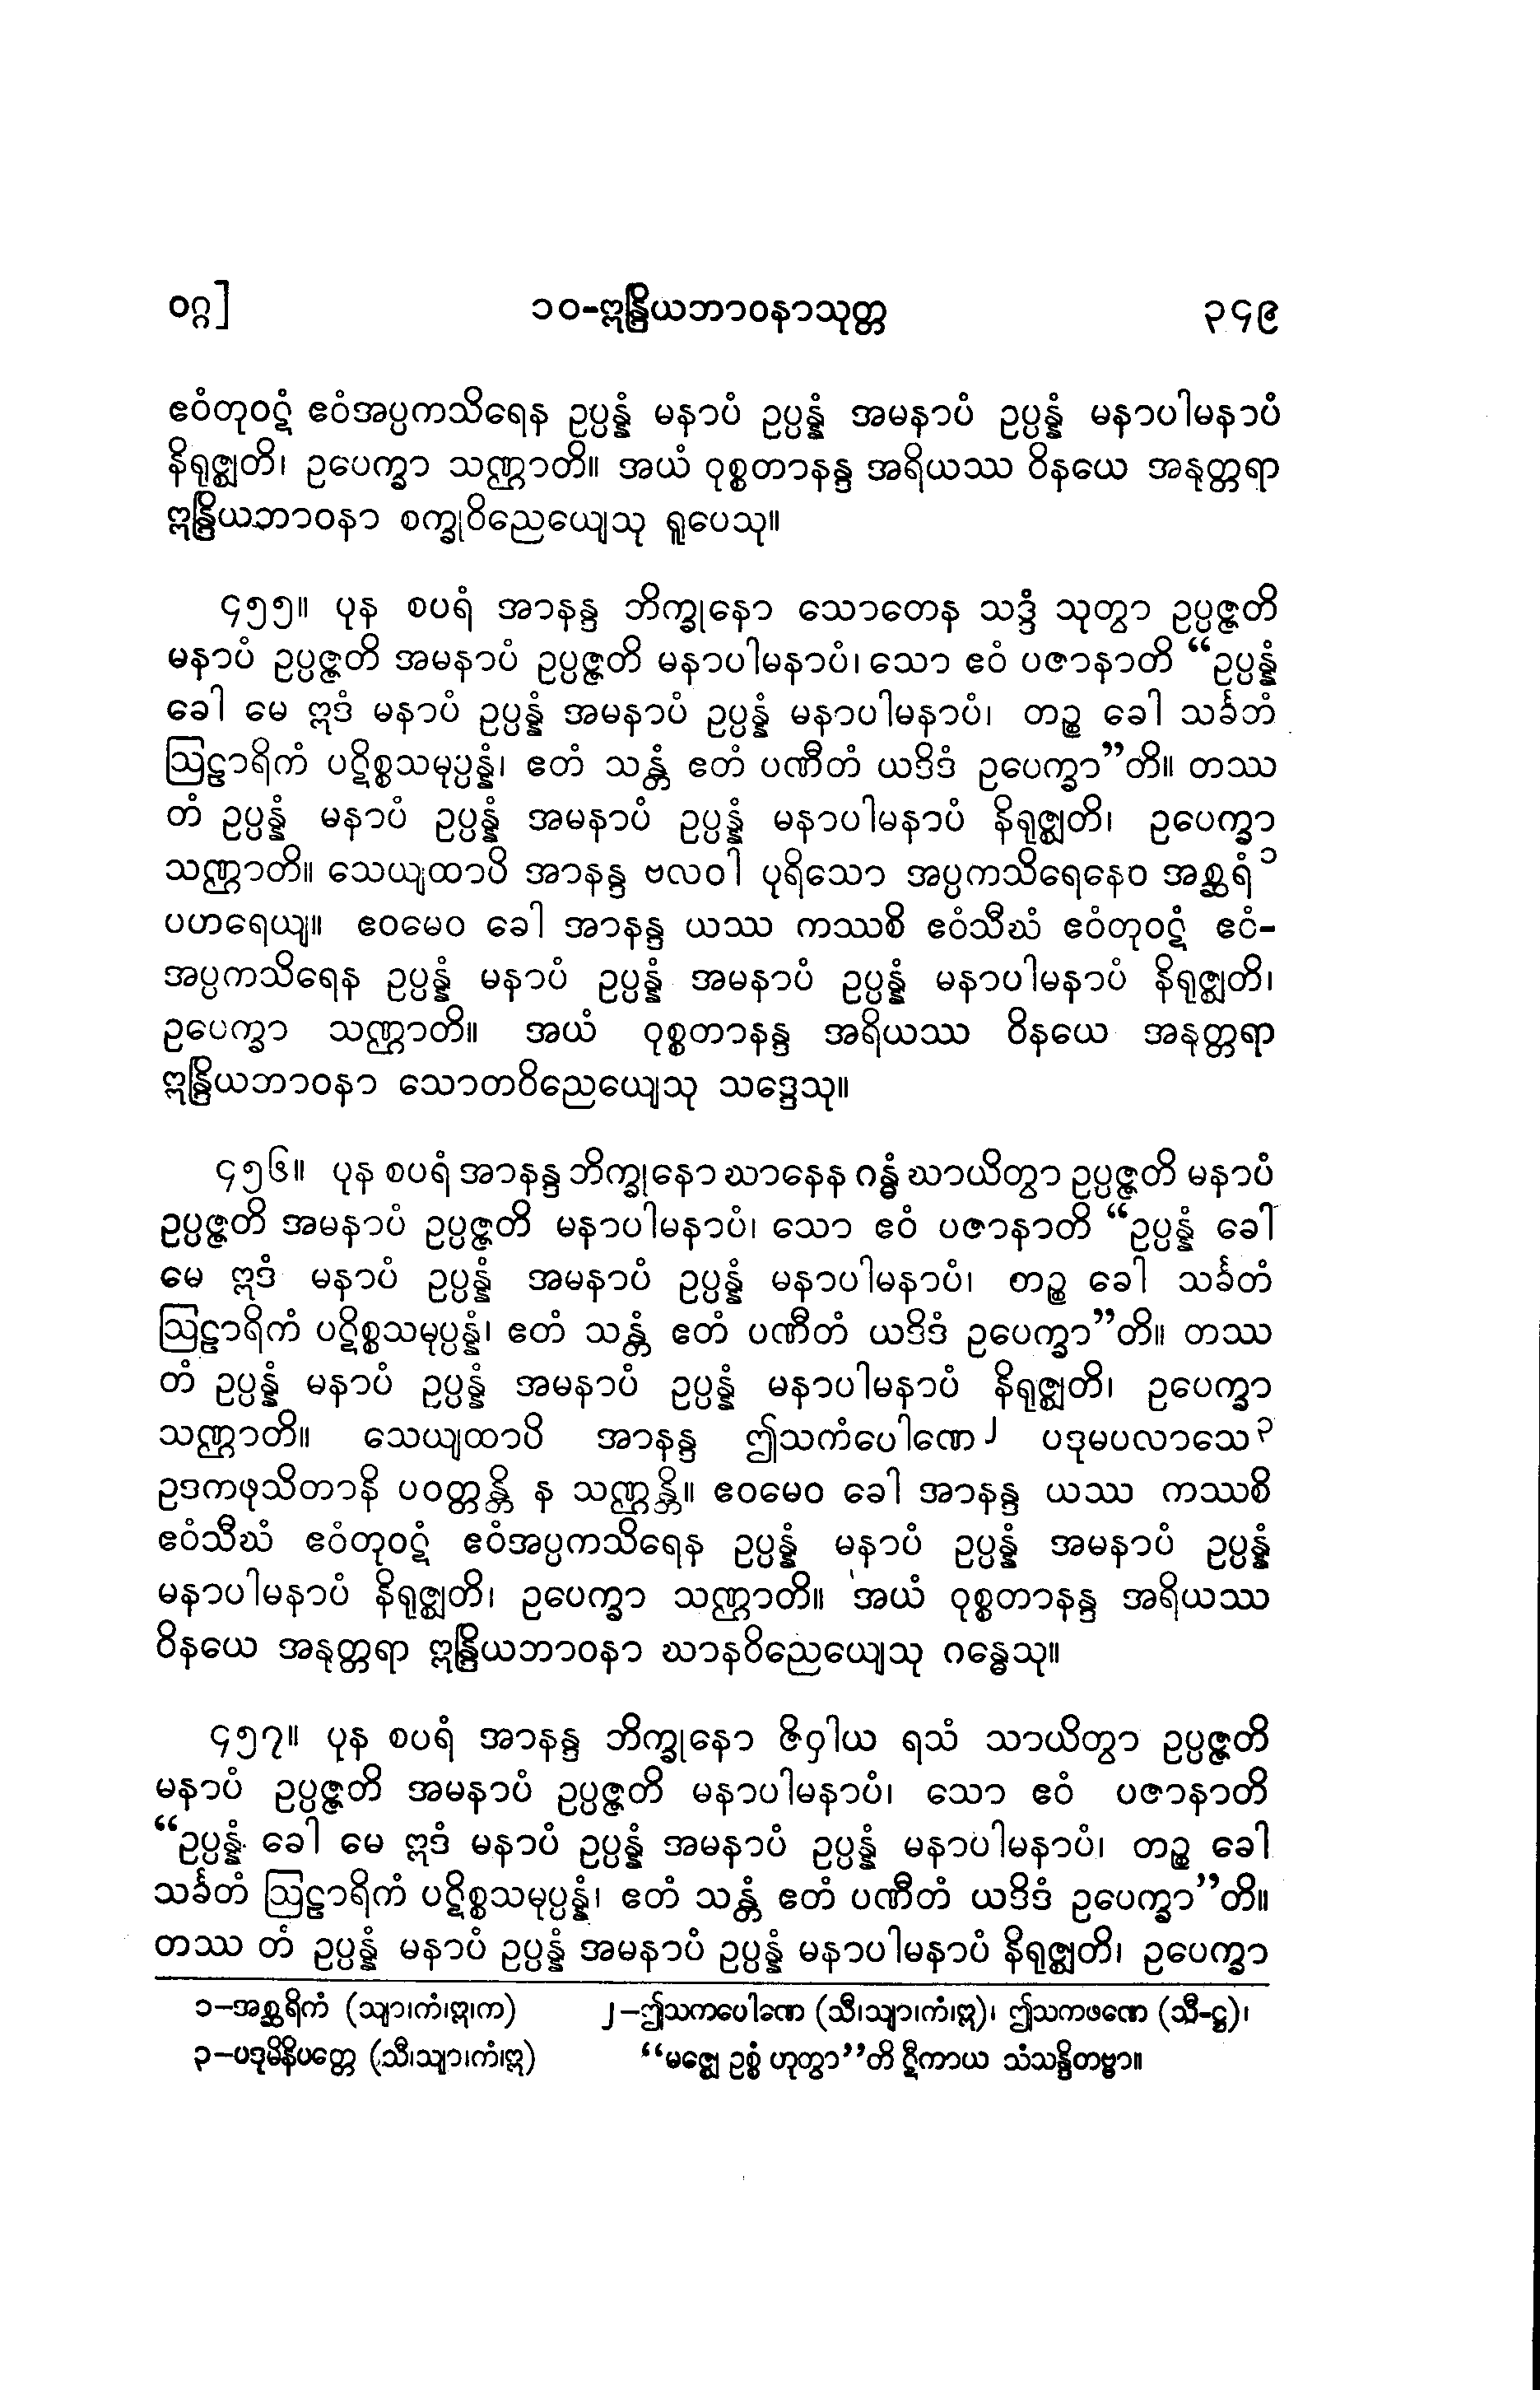 ဝဂ္ဂ]	၁၀-ဣန္ဒြိယဘာဝနာသုတ္တ	၃၄၉
ဧဝံတုဝဋံ ဧဝံအပ္ပကသိရေန ဥပ္ပန္နံ မနာပံ ဥပ္ပန္နံ အမနာပံ ဥပ္ပန္နံ မနာပါမနာပံ
နိရုဇ္ဈတိ၊ ဥပေက္ခာ သဏ္ဌာတိ။ အယံ ဝုစ္စတာနန္ဒ အရိယဿ ဝိနယေ အနုတ္တရာ
ဣန္ဒြိယဘာဝနာ စက္ခုဝိညေယျေသု ရူပေသု။
၄၅၅။ ပုန စပရံ အာနန္ဒ ဘိက္ခုနော သောတေန သဒ္ဒံ သုတွာ ဥပ္ပဇ္ဇတိ
မနာပံ ဥပ္ပဇ္ဇတိ အမနာပံ ဥပ္ပဇ္ဇတိ မနာပါမနာပံ၊ သော ဧဝံ ပဇာနာတိ “ဥပ္ပန္နံ
ခေါ မေ ဣဒံ မနာပံ ဥပ္ပန္နံ အမနာပံ ဥပ္ပန္နံ မနာပါမနာပံ၊ တဉ္စ ခေါ သင်္ခဘံ
ဩဠာရိကံ ပဋိစ္စသမုပ္ပန္နံ၊ ဧတံ သန္တံ ဧတံ ပဏီတံ ယဒိဒံ ဥပေက္ခာ”တိ။ တဿ
တံ ဥပ္ပန္နံ မနာပံ ဥပ္ပန္နံ အမနာပံ ဥပ္ပန္နံ မနာပါမနာပံ နိရုဇ္ဈတိ၊ ဥပေက္ခာ
သဏ္ဌာတိ။ သေယျထာပိ အာနန္ဒ ဗလဝါ ပုရိသော အပ္ပကသိရေနေဝ အစ္ဆရံ ၁
ပဟရေယျ။ ဧဝမေဝ ခေါ အာနန္ဒ ယဿ ကဿစိ ဧဝံသီဃံ ဧဝံတုဝဋံ ဧငံ-
အပ္ပကသိရေန ဥပ္ပန္နံ မနာပံ ဥပ္ပန္နံ အမနာပံ ဥပ္ပန္နံ မနာပါမနာပံ နိရုဇ္ဈတိ၊
ဥပေက္ခာ သဏ္ဌာတိ။ အယံ ဝုစ္စတာနန္ဒ အရိယဿ ဝိနယေ အနုတ္တရာ
ဣန္ဒြိယဘာဝနာ သောတဝိညေယျေသု သဒ္ဒေသု။
၄၅၆။ ပုန စပရံ အာနန္ဒ ဘိက္ခုနော ဃာနေန ဂန္ဓံ ဃာယိတွာ ဥပ္ပဇ္ဇတိ မနာပံ
ဥပ္ပဇ္ဇတိ အမနာပံ ဥပ္ပဇ္ဇတိ မနာပါမနာပံ၊ သော ဧဝံ ပဇာနာတိ “ဥပ္ပန္နံ ခေါ
မေ ဣဒံ မနာပံ ဥပ္ပန္နံ အမနာပံ ဥပ္ပန္နံ မနာပါမနာပံ၊ တဉ္စ ခေါ သင်္ခတံ
ဩဠာရိကံ ပဋိစ္စသမုပ္ပန္နံ၊ ဧတံ သန္တံ ဧတံ ပဏီတံ ယဒိဒံ ဥပေက္ခာ”တိ။ တဿ
တံ ဥပ္ပန္နံ မနာပံ ဥပ္ပန္နံ အမနာပံ ဥပ္ပန္နံ မနာပါမနာပံ နိရုဇ္ဈတိ၊ ဥပေက္ခာ
သဏ္ဌာတိ။ သေယျထာပိ အာနန္ဒ ဤသကံပေါဏေ ၂ ပဒုမပလာသေ ၃
ဥဒကဖုသိတာနိ ပဝတ္တန္တိ န သဏ္ဌန္တိ။ ဧဝမေဝ ခေါ အာနန္ဒ ယဿ ကဿစိ
ဧဝံသီဃံ ဧဝံတုဝဋံ ဧဝံအပ္ပကသိရေန ဥပ္ပန္နံ မနာပံ ဥပ္ပန္နံ အမနာပံ ဥပ္ပန္နံ
မနာပါမနာပံ နိရုဇ္ဈတိ၊ ဥပေက္ခာ သဏ္ဌာတိ။ အယံ ဝုစ္စတာနန္ဒ အရိယဿ
ဝိနယေ အနုတ္တရာ ဣန္ဒြိယဘာဝနာ ဃာနဝိညေယျေသု ဂန္ဓေသု။
၄၅၇။ ပုန စပရံ အာနန္ဒ ဘိက္ခုနော ဇိဝှါယ ရသံ သာယိတွာ ဥပ္ပဇ္ဇတိ
မနာပံ ဥပ္ပဇ္ဇတိ အမနာပံ ဥပ္ပဇ္ဇတိ မနာပါမနာပံ၊ သော ဧဝံ ပဇာနာတိ
“ဥပ္ပန္နံ ခေါ မေ ဣဒံ မနာပံ ဥပ္ပန္နံ အမနာပံ ဥပ္ပန္နံ မနာပါမနာပံ၊ တဉ္စ ခေါ
သင်္ခတံ ဩဠာရိကံ ပဋိစ္စသမုပ္ပန္နံ၊ ဧတံ သန္တံ ဧတံ ပဏီတံ ယဒိဒံ ဥပေက္ခာ”တိ။
တဿ တံ ဥပ္ပန္နံ မနာပံ ဥပ္ပန္နံ အမနာပံ ဥပ္ပန္နံ မနာပါမနာပံ နိရုဇ္ဈတိ၊ ဥပေက္ခာ
၁-အစ္ဆရိကံ (သျာ၊ကံ၊ဣ၊က)	၂-ဤသကပေါဏေ (သီ၊သျာ၊ကံ၊ဣ)၊ ဤသကဖဏေ (သီ-ဋ္ဌ)၊
၃-ပဒုမိနိပတ္တေ (သီ၊သျာ၊ကံ၊ဣ)	“မဇ္ဈေ ဥစ္စံ ဟုတွာ”တိ ဋီကာယ သံသန္ဒိတဗ္ဗာ။